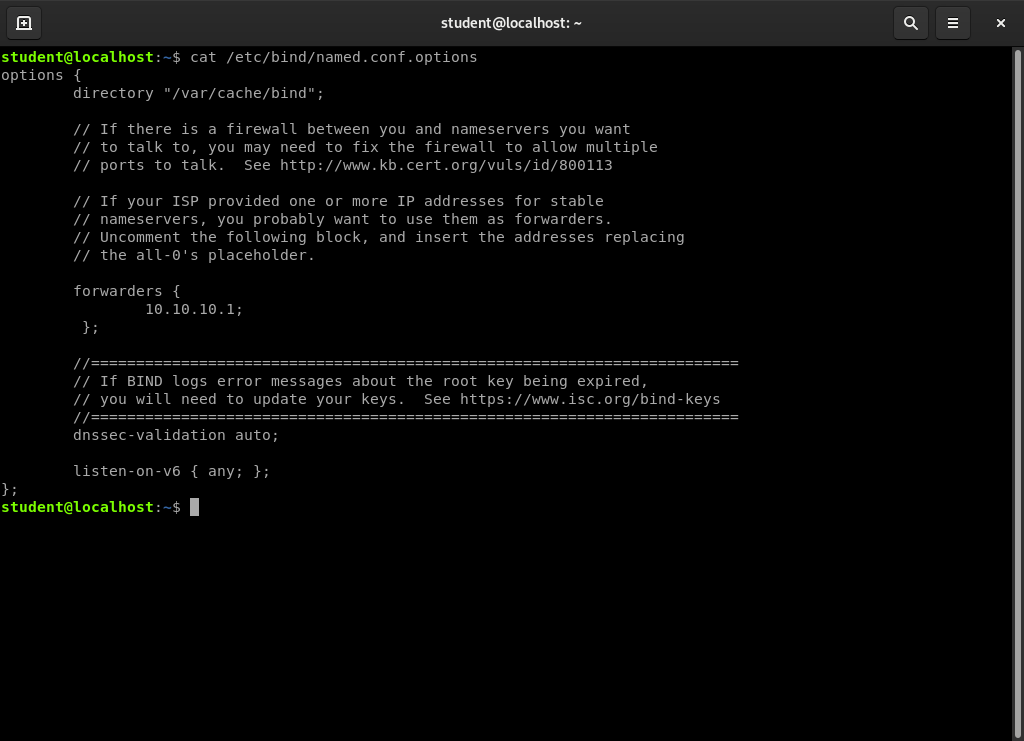 student@localhost: ~
student@localhost:~$ cat /etc/bind/named.conf.options
options {
        directory "/var/cache/bind";

        // If there is a firewall between you and nameservers you want
        // to talk to, you may need to fix the firewall to allow multiple
        // ports to talk.  See http://www.kb.cert.org/vuls/id/800113

        // If your ISP provided one or more IP addresses for stable
        // nameservers, you probably want to use them as forwarders.
        // Uncomment the following block, and insert the addresses replacing
        // the all-0's placeholder.

        forwarders {
                10.10.10.1;
         };

        //========================================================================
        // If BIND logs error messages about the root key being expired,
        // you will need to update your keys.  See https://www.isc.org/bind-keys
        //========================================================================
        dnssec-validation auto;

        listen-on-v6 { any; };
};
student@localhost:~$